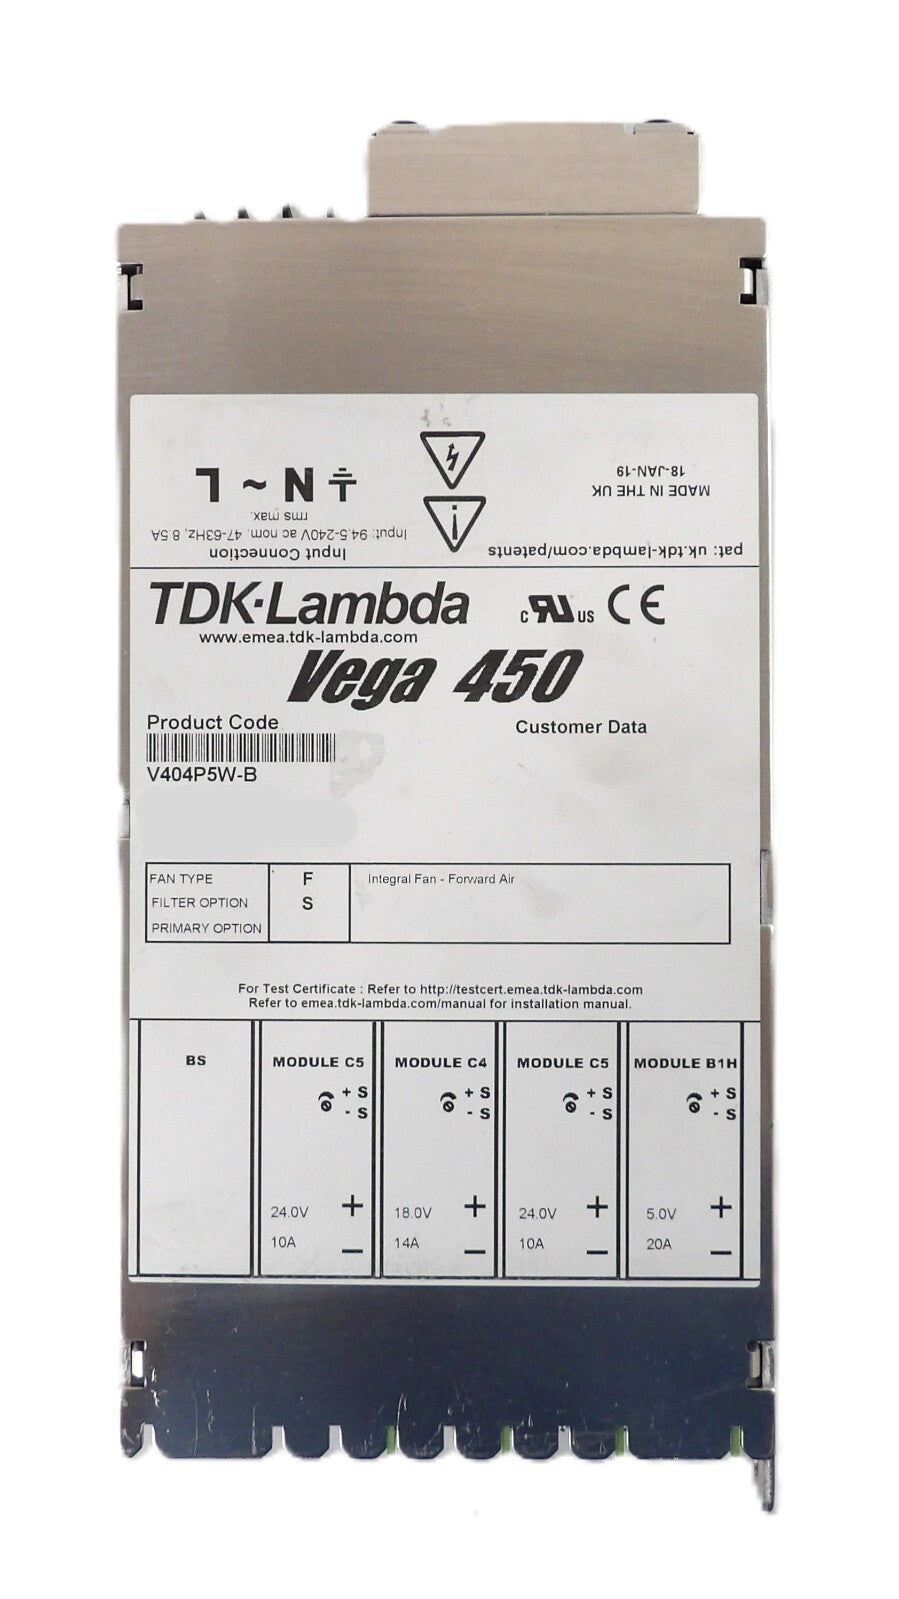 L ~ N
MADE IN THE UK
18-JAN-19
Input Connection
Input: 94.5-240V ac nom. 47-63Hz, 8.5A
rms max.
pat: uk.tdk-lambda.com/patents
TDK·Lambda
www.emea.tdk-lambda.com
c RU US CE
Vega 450
Product Code
Customer Data
V404P5W-B
FAN TYPE F Integral Fan - Forward Air
FILTER OPTION S
PRIMARY OPTION
For Test Certificate : Refer to http://testcert.emea.tdk-lambda.com
Refer to emea.tdk-lambda.com/manual for installation manual.
BS
MODULE C5
+ S
- S
24.0V +
10A −
MODULE C4
+ S
- S
18.0V +
14A −
MODULE C5
+ S
- S
24.0V +
10A −
MODULE B1H
+ S
- S
5.0V +
20A −